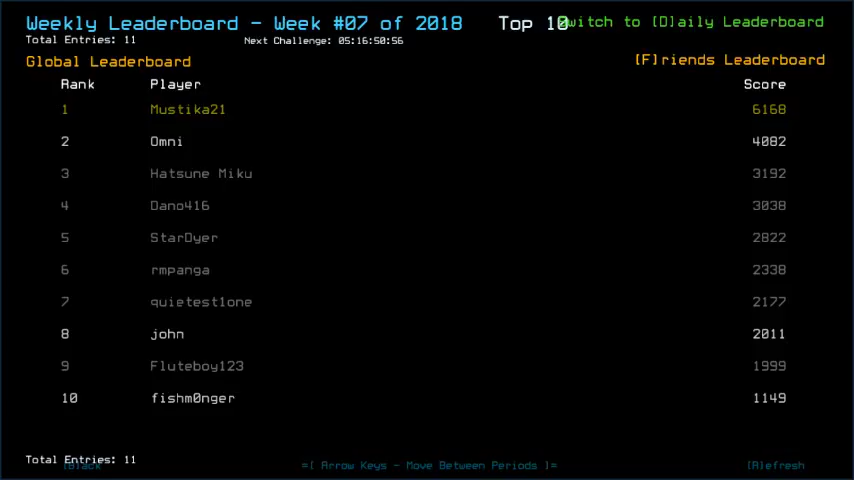 Weekly Leaderboard - Week #07 of 2018 Top 10 witch to [D]aily Leaderboard
Total Entries: 11 Next Challenge: 05:16:50:56
Global Leaderboard [F]riends Leaderboard
Rank Player Score
1 Mustika21 6168
2 Omni 4082
3 Hatsune Miku 3192
4 Dano416 3038
5 StarDyer 2822
6 rmpanga 2338
7 quietest1one 2177
8 john 2011
9 Fluteboy123 1999
10 fishm0nger 1149
Total Entries: 11
[B]ack =[ Arrow Keys - Move Between Periods ]= [R]efresh